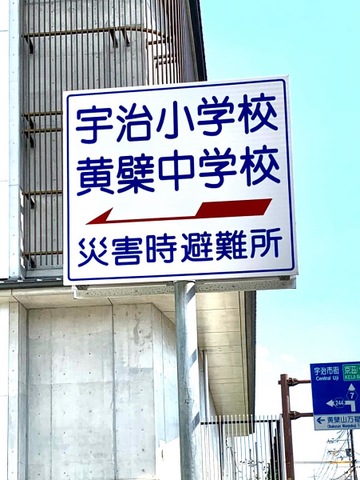 宇治小学校
黄檗中学校
災害時避難所
宇治市街
Central Uji
7
244
黄檗山万福